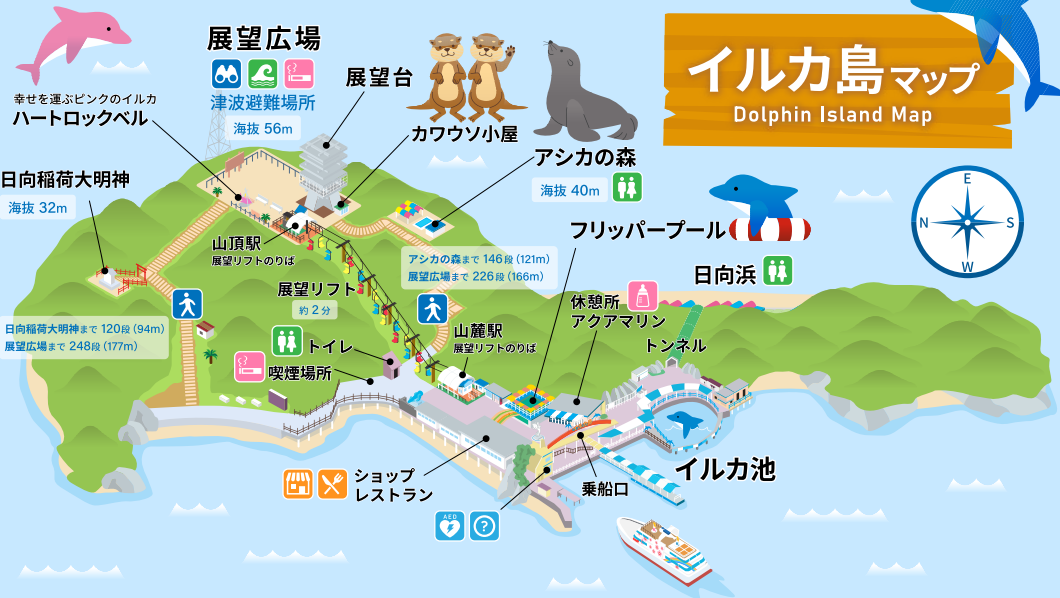 イルカ島マップ
Dolphin Island Map
E
N
S
W
幸せを運ぶピンクのイルカ
ハートロックベル
展望広場
津波避難場所
海抜 56m
展望台
カワウソ小屋
アシカの森
海抜 40m
日向稲荷大明神
海抜 32m
フリッパープール
日向浜
山頂駅
展望リフトのりば
アシカの森まで 146段(121m)
展望広場まで 226段(166m)
展望リフト
約2分
休憩所
アクアマリン
トンネル
山麓駅
展望リフトのりば
日向稲荷大明神まで 120段(94m)
展望広場まで 248段(177m)
トイレ
喫煙場所
ショップ
レストラン
乗船口
イルカ池
AED
?